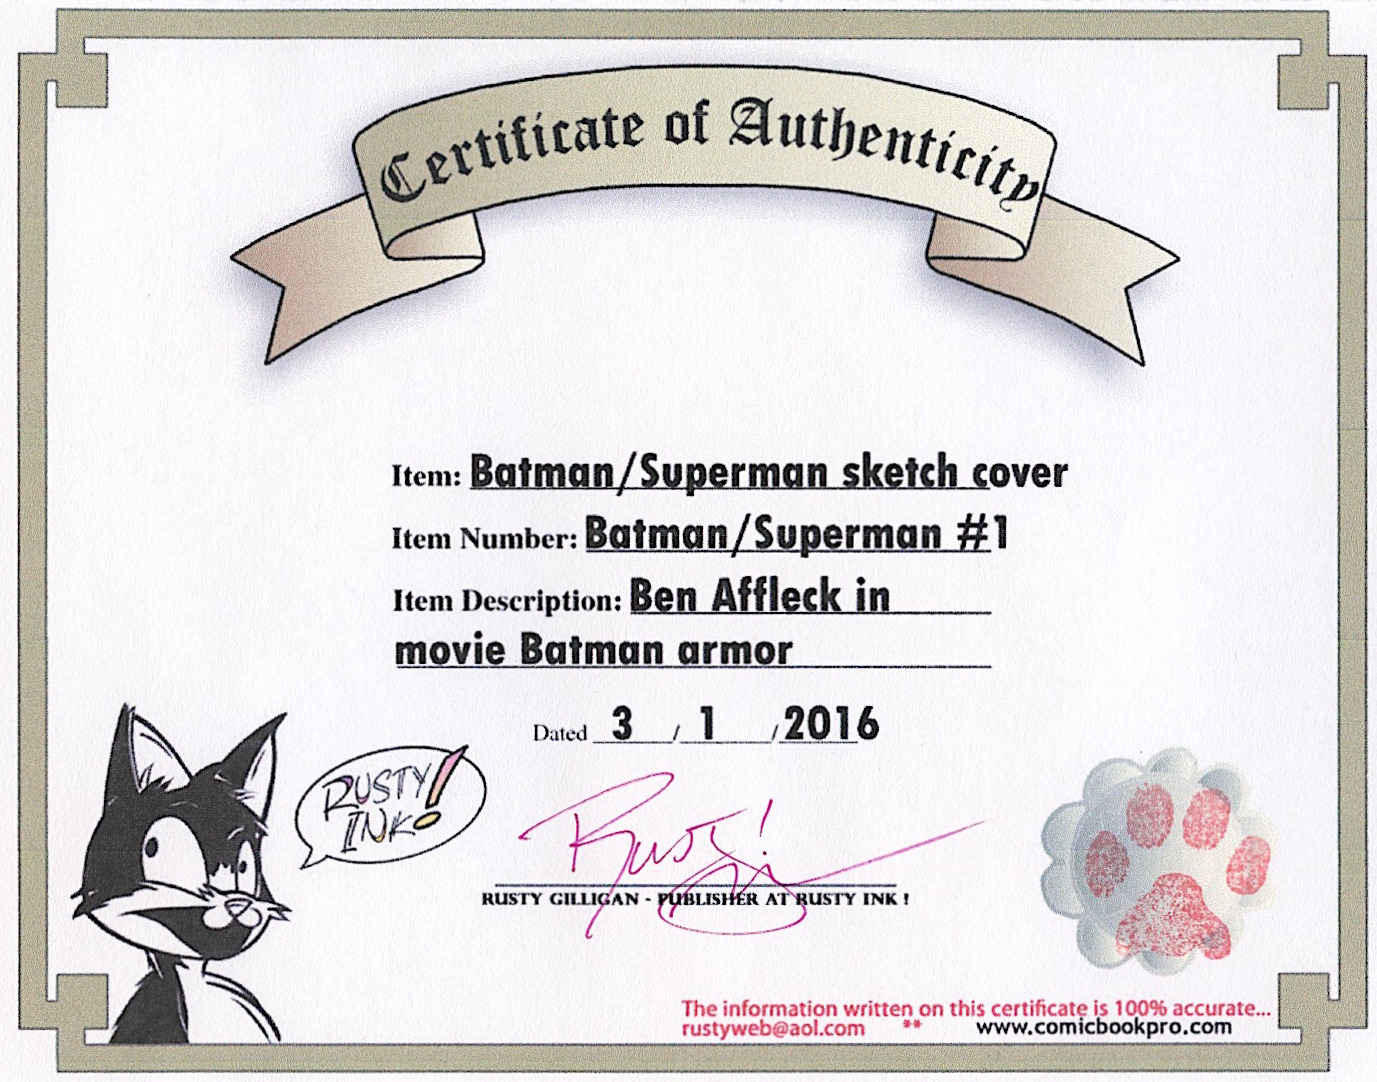 Certificate of Authenticity
Item: Batman/Superman sketch cover
Item Number: Batman/Superman #1
Item Description: Ben Affleck in
movie Batman armor
Dated 3 / 1 / 2016
RUSTY
INK!
Rusty!
RUSTY GILLIGAN - PUBLISHER AT RUSTY INK !
The information written on this certificate is 100% accurate...
rustyweb@aol.com ** www.comicbookpro.com